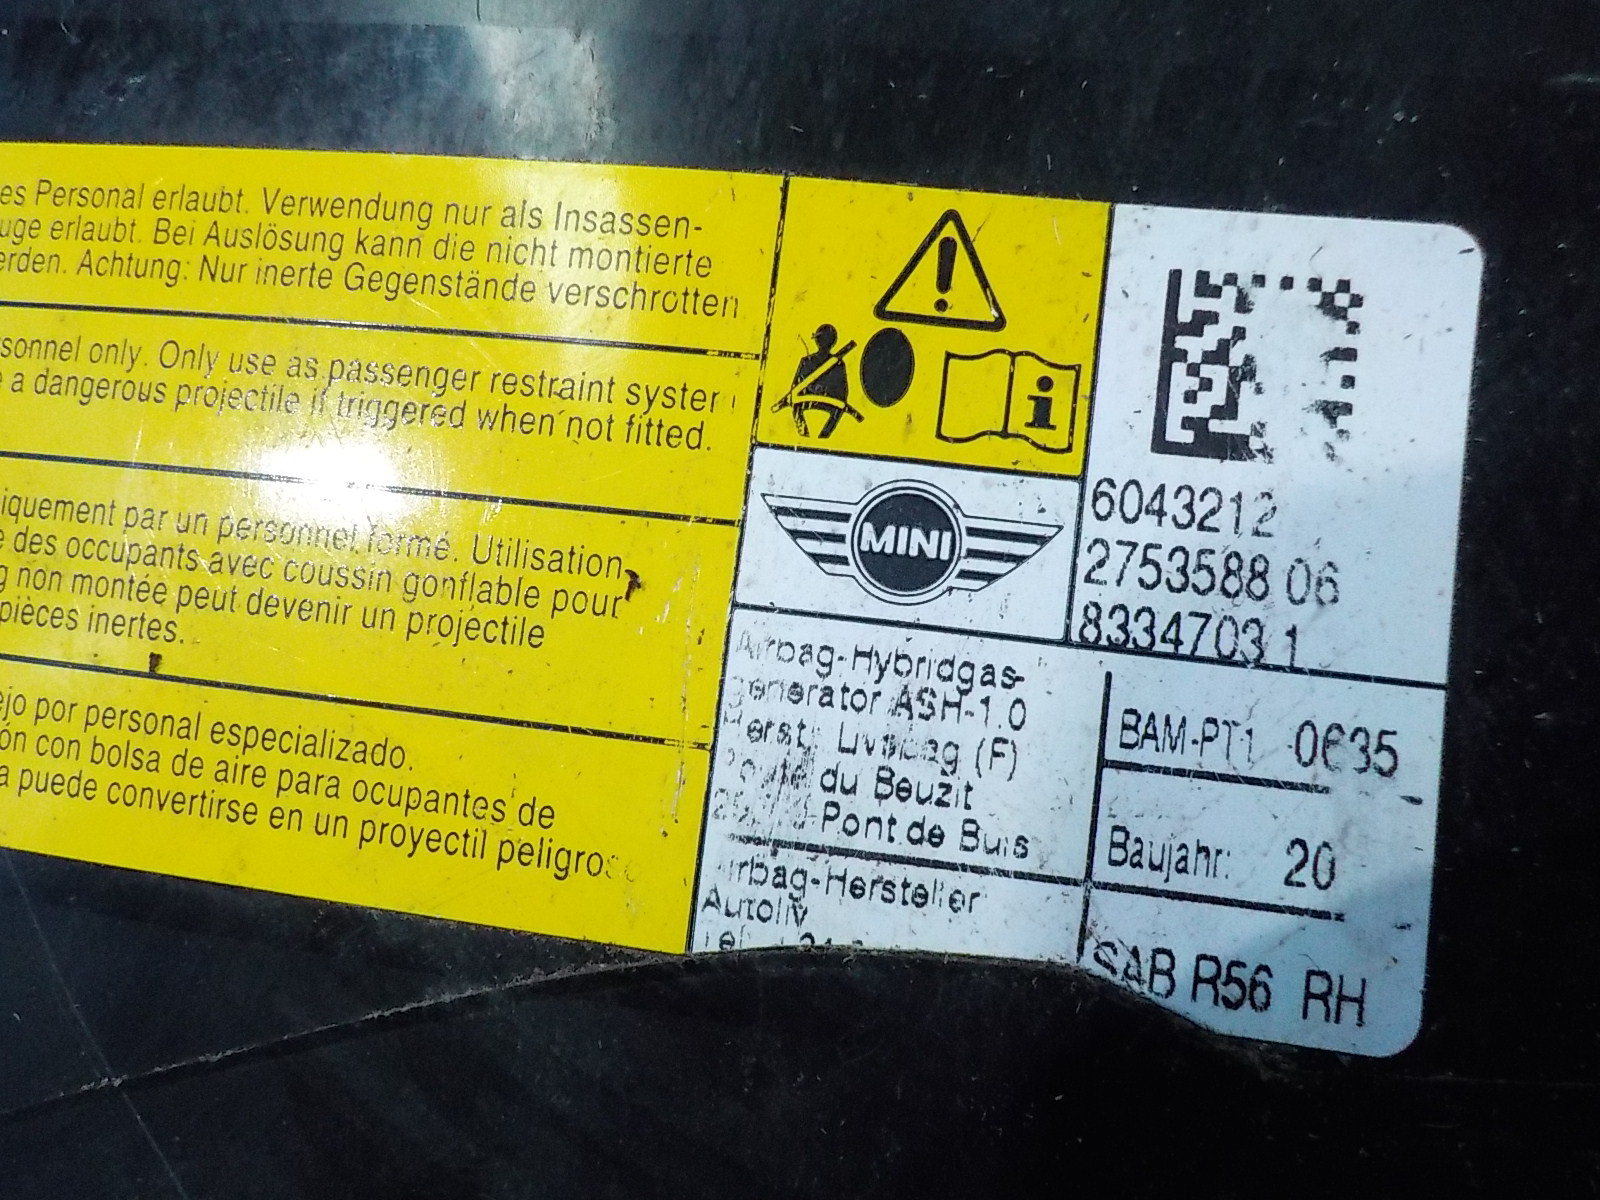 es Personal erlaubt. Verwendung nur als Insassen-
uge erlaubt. Bei Auslösung kann die nicht montierte
erden. Achtung: Nur inerte Gegenstände verschrotten
sonnel only. Only use as passenger restraint syster
e a dangerous projectile if triggered when not fitted.
iquement par un personnel formé. Utilisation
e des occupants avec coussin gonflable pour
g non montée peut devenir un projectile
pièces inertes.
ejo por personal especializado.
ón con bolsa de aire para ocupantes de
a puede convertirse en un proyectil peligros
i
MINI
6043212
2753588 06
8334703 1
Airbag-Hybridgas-
generator ASH-1.0
Herst. Livbag (F)
du Beuzit
Pont de Buis
BAM-PT1 0635
Baujahr: 20
Airbag-Hersteller
Autoliv
SAB R56 RH